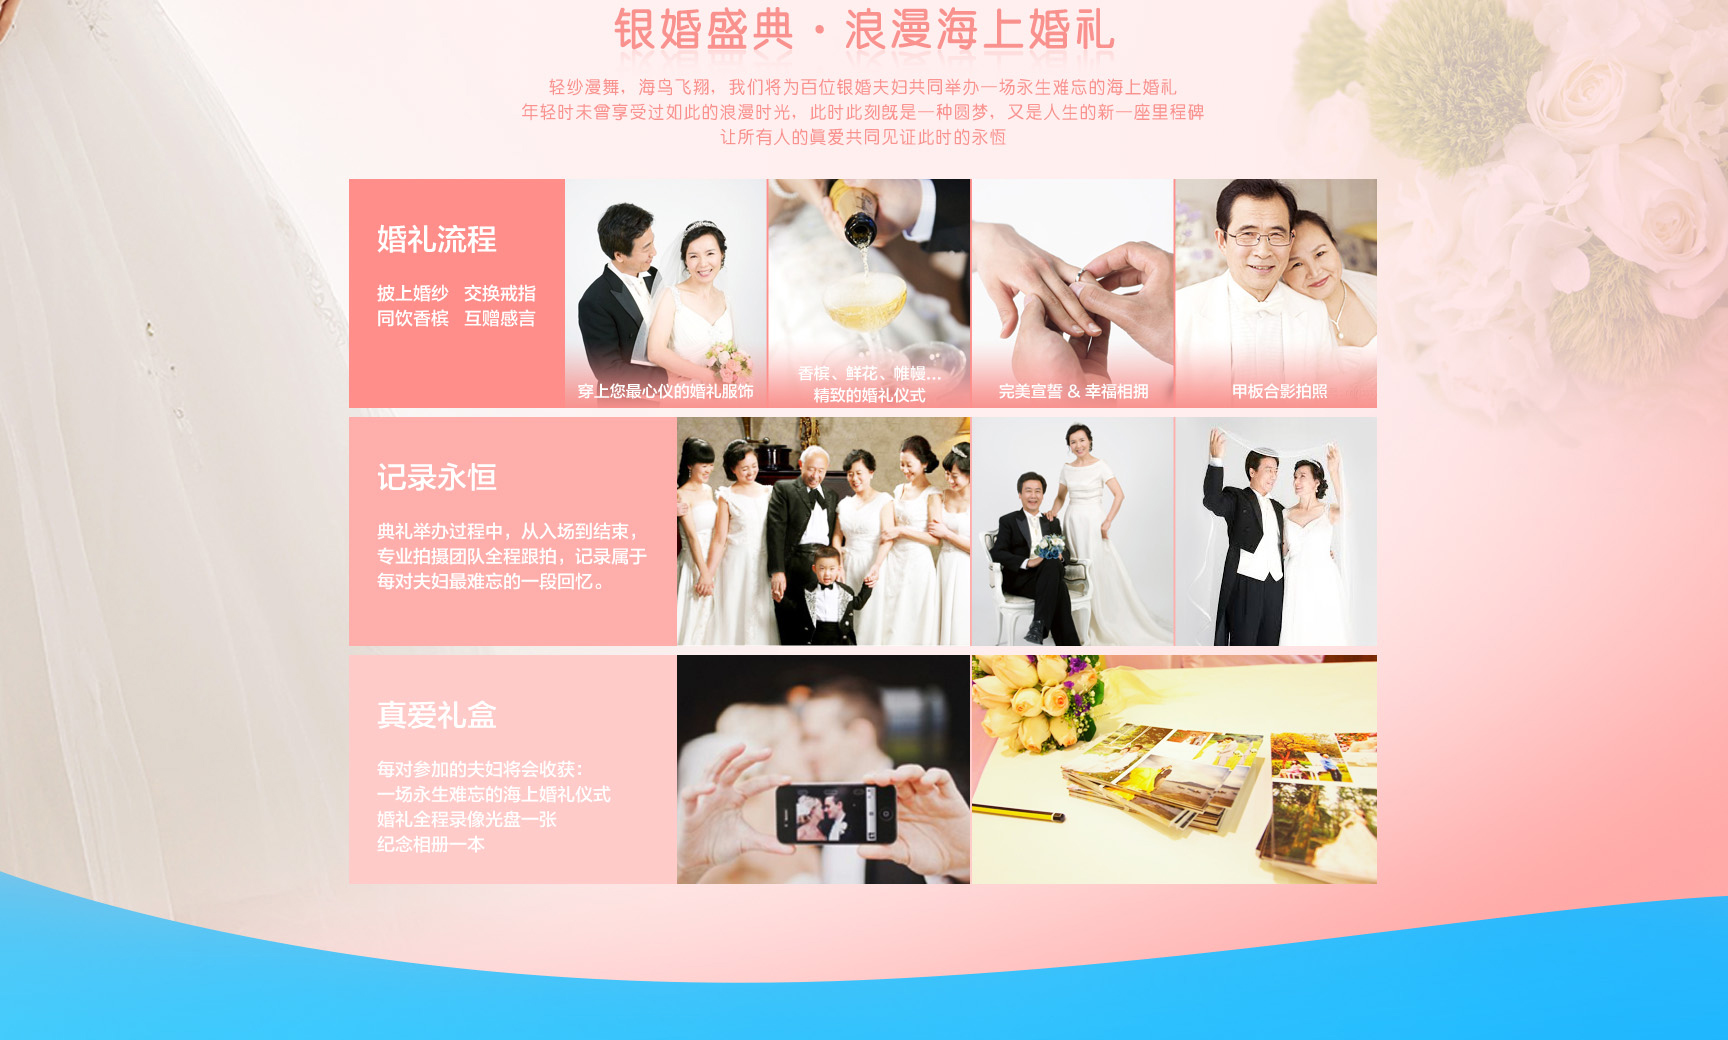 银婚盛典·浪漫海上婚礼
轻纱漫舞，海鸟飞翔，我们将为百位银婚夫妇共同举办一场永生难忘的海上婚礼
年轻时未曾享受过如此的浪漫时光，此时此刻既是一种圆梦，又是人生的新一座里程碑
让所有人的真爱共同见证此时的永恒
婚礼流程
披上婚纱 交换戒指
同饮香槟 互赠感言
穿上您最心仪的婚礼服饰
香槟、鲜花、帷幔...
精致的婚礼仪式
完美宣誓 & 幸福相拥
甲板合影拍照
记录永恒
典礼举办过程中，从入场到结束，
专业拍摄团队全程跟拍，记录属于
每对夫妇最难忘的一段回忆。
真爱礼盒
每对参加的夫妇将会收获：
一场永生难忘的海上婚礼仪式
婚礼全程录像光盘一张
纪念相册一本